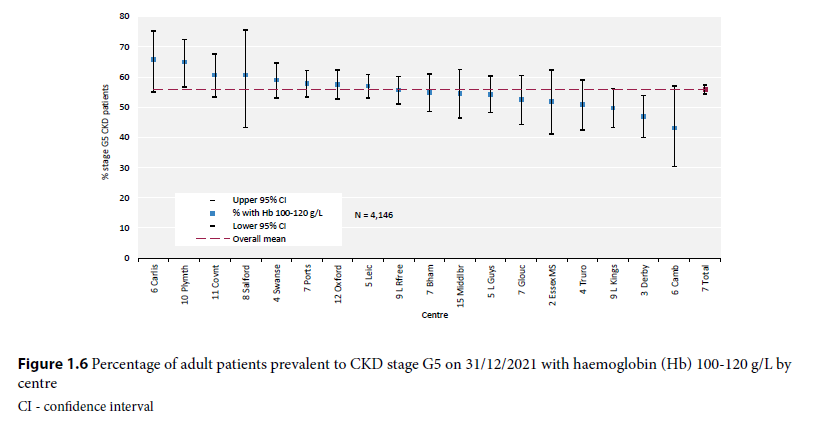 80
70
60
50
40
30
20
10
0
% stage G5 CKD patients
Upper 95% CI
% with Hb 100-120 g/L
Lower 95% CI
Overall mean
N = 4,146
6 Carlis
10 Plymth
11 Covnt
8 Salford
4 Swanse
7 Ports
12 Oxford
5 Leic
9 L Rfree
7 Bham
15 Middlbr
5 L Guys
7 Glouc
2 EssexMS
4 Truro
9 L Kings
3 Derby
6 Camb
7 Total
Centre
Figure 1.6 Percentage of adult patients prevalent to CKD stage G5 on 31/12/2021 with haemoglobin (Hb) 100-120 g/L by
centre
CI - confidence interval